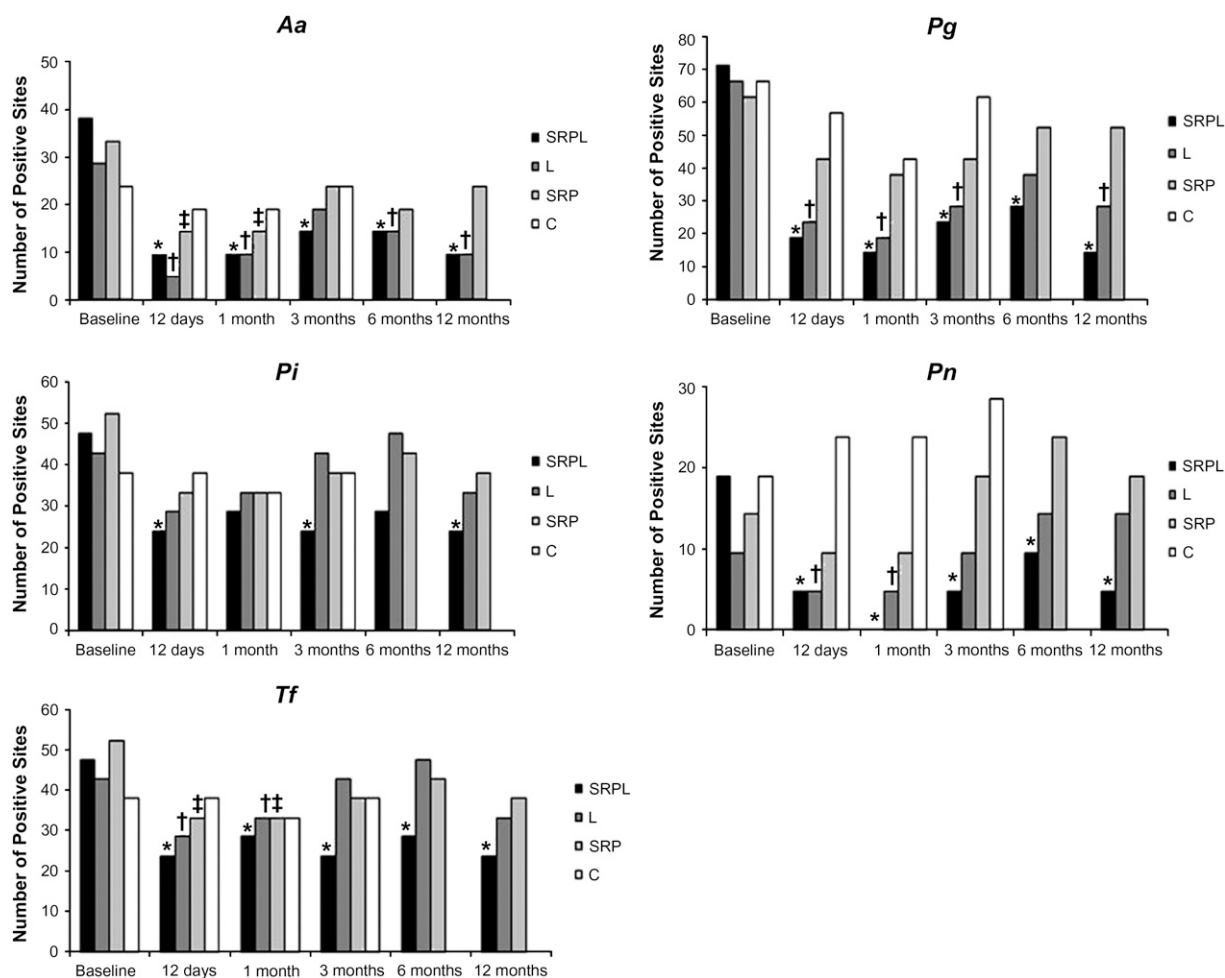 Aa
Number of Positive Sites
50
40
30
20
10
0
* † ‡ * † ‡ * * † * †
Baseline 12 days 1 month 3 months 6 months 12 months
SRPL
L
SRP
C
Pg
Number of Positive Sites
80
70
60
50
40
30
20
10
0
* † * † * † * * †
Baseline 12 days 1 month 3 months 6 months 12 months
SRPL
L
SRP
C
Pi
Number of Positive Sites
60
50
40
30
20
10
0
* * *
Baseline 12 days 1 month 3 months 6 months 12 months
SRPL
L
SRP
C
Pn
Number of Positive Sites
30
20
10
0
* † * † * * *
Baseline 12 days 1 month 3 months 6 months 12 months
SRPL
L
SRP
C
Tf
Number of Positive Sites
60
50
40
30
20
10
0
* † ‡ * †‡ * * *
Baseline 12 days 1 month 3 months 6 months 12 months
SRPL
L
SRP
C